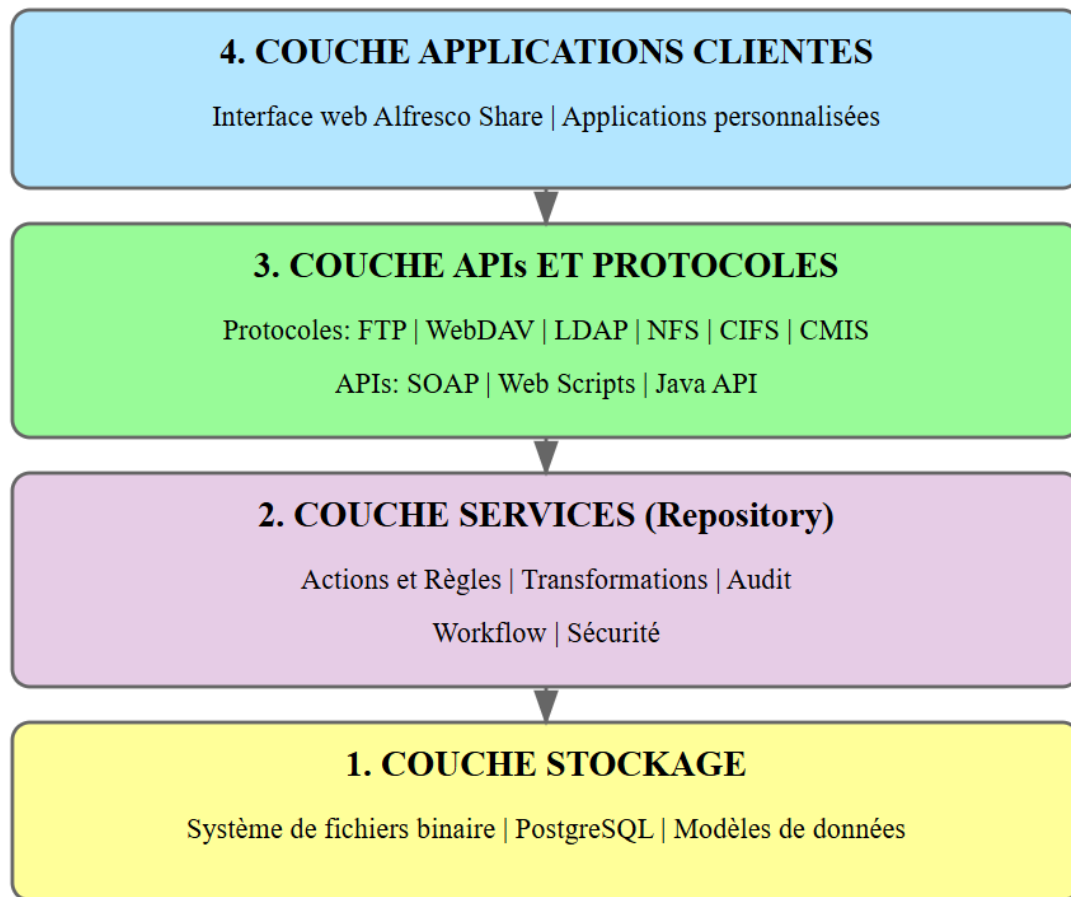 4. COUCHE APPLICATIONS CLIENTES
Interface web Alfresco Share | Applications personnalisées
3. COUCHE APIs ET PROTOCOLES
Protocoles: FTP | WebDAV | LDAP | NFS | CIFS | CMIS
APIs: SOAP | Web Scripts | Java API
2. COUCHE SERVICES (Repository)
Actions et Règles | Transformations | Audit
Workflow | Sécurité
1. COUCHE STOCKAGE
Système de fichiers binaire | PostgreSQL | Modèles de données